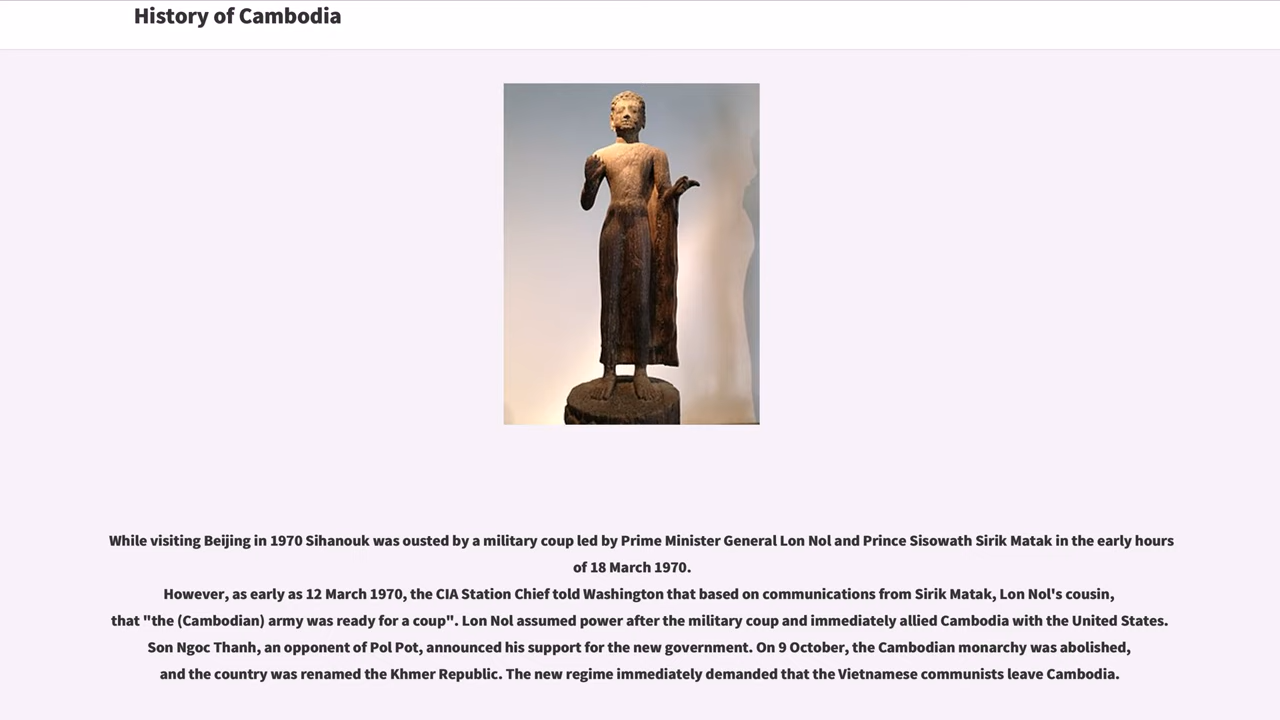 History of Cambodia
While visiting Beijing in 1970 Sihanouk was ousted by a military coup led by Prime Minister General Lon Nol and Prince Sisowath Sirik Matak in the early hours
of 18 March 1970.
However, as early as 12 March 1970, the CIA Station Chief told Washington that based on communications from Sirik Matak, Lon Nol's cousin,
that "the (Cambodian) army was ready for a coup". Lon Nol assumed power after the military coup and immediately allied Cambodia with the United States.
Son Ngoc Thanh, an opponent of Pol Pot, announced his support for the new government. On 9 October, the Cambodian monarchy was abolished,
and the country was renamed the Khmer Republic. The new regime immediately demanded that the Vietnamese communists leave Cambodia.